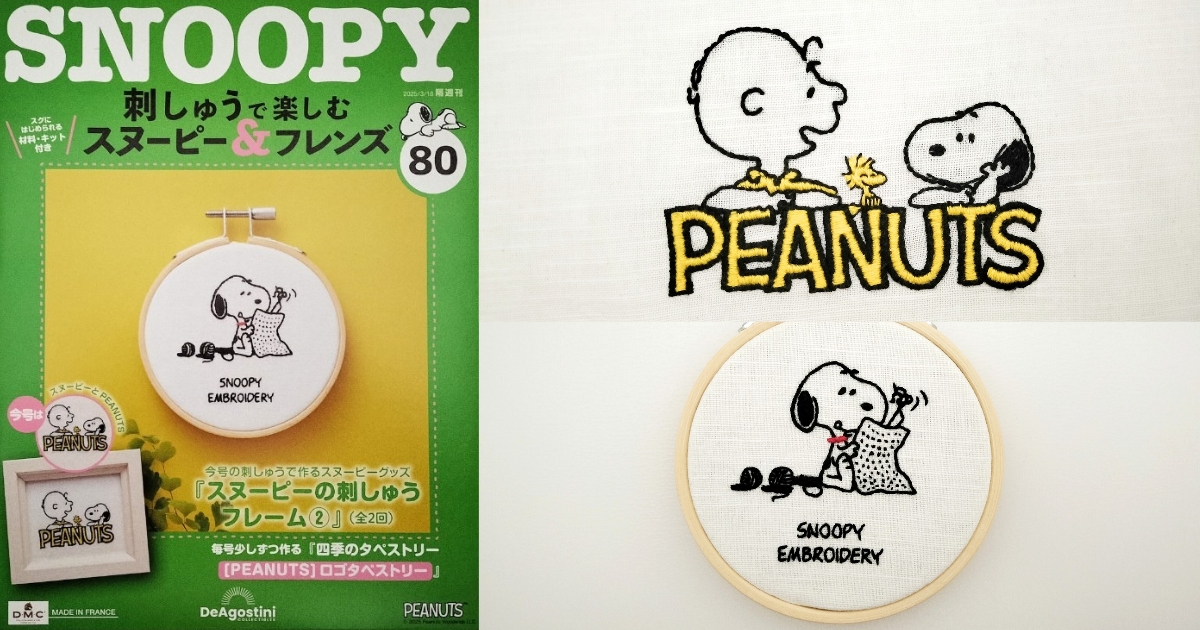 SNOOPY
2025/3/18 隔週刊
刺しゅうで楽しむ
スヌーピー&フレンズ
スグに
はじめられる
材料・キット
付き
80
SNOOPY
EMBROIDERY
今号は
スヌーピーとPEANUTS
PEANUTS
PEANUTS
今号の刺しゅうで作るスヌーピーグッズ
『スヌーピーの刺しゅう
フレーム②』(全2回)
毎号少しずつ作る『四季のタペストリー
[PEANUTS]ロゴタペストリー』
DMC
MADE IN FRANCE
DeAGOSTINI
COLLECTIBLES
PEANUTS
PEANUTS
SNOOPY
EMBROIDERY